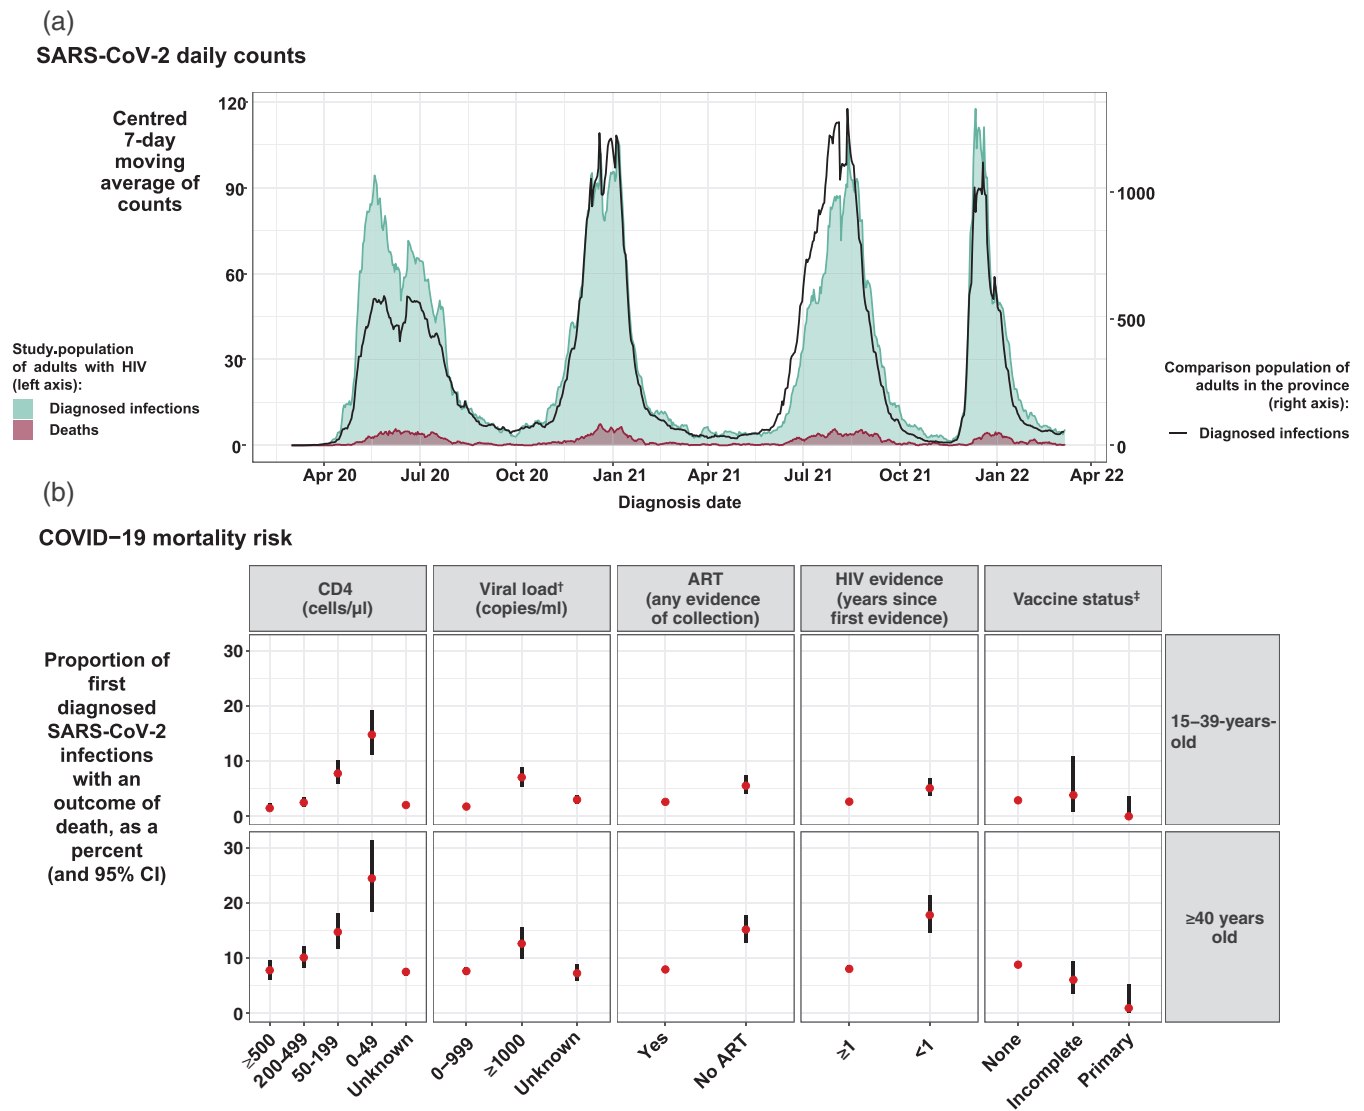 (a)
SARS-CoV-2 daily counts
Centred
7-day
moving
average of
counts
120
90
60
30
0
1000
500
0
Study.population
of adults with HIV
(left axis):
Diagnosed infections
Deaths
Comparison population of
adults in the province
(right axis):
Diagnosed infections
Apr 20 Jul 20 Oct 20 Jan 21 Apr 21 Jul 21 Oct 21 Jan 22 Apr 22
Diagnosis date
(b)
COVID−19 mortality risk
CD4
(cells/µl)
Viral load†
(copies/ml)
ART
(any evidence
of collection)
HIV evidence
(years since
first evidence)
Vaccine status‡
Proportion of
first
diagnosed
SARS-CoV-2
infections
with an
outcome of
death, as a
percent
(and 95% CI)
30
20
10
0
15−39-years-
old
30
20
10
0
≥40 years
old
≥500
200-499
50-199
0-49
Unknown
0−999
≥1000
Unknown
Yes
No ART
≥1
<1
None
Incomplete
Primary